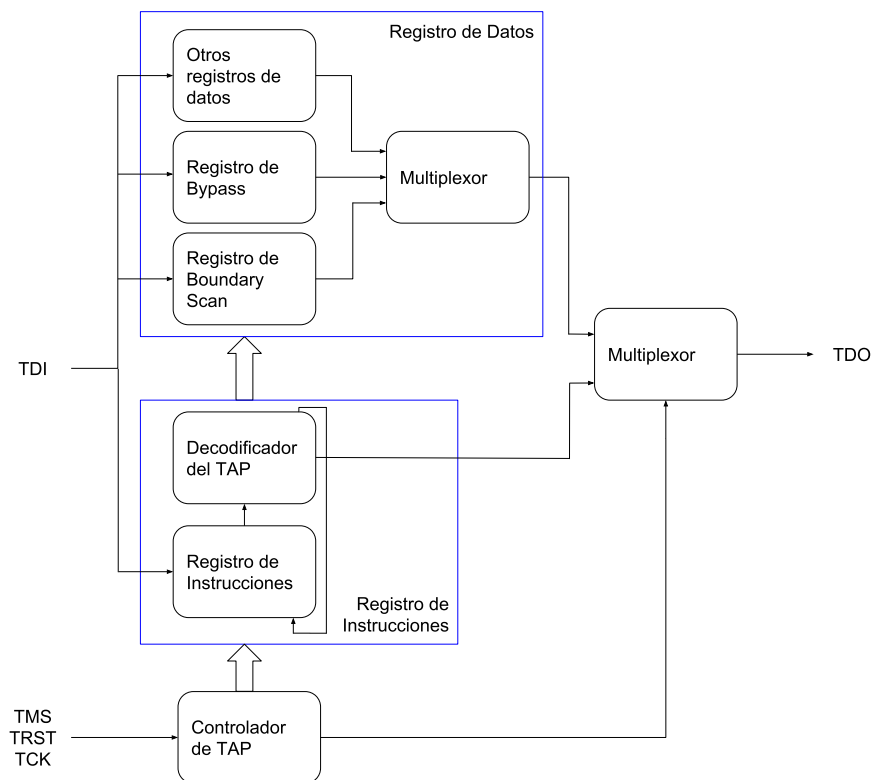 Registro de Datos
Otros
registros de
datos
Registro de
Bypass
Multiplexor
Registro de
Boundary
Scan
TDI
Multiplexor
TDO
Decodificador
del TAP
Registro de
Instrucciones
Registro de
Instrucciones
TMS
TRST
TCK
Controlador
de TAP